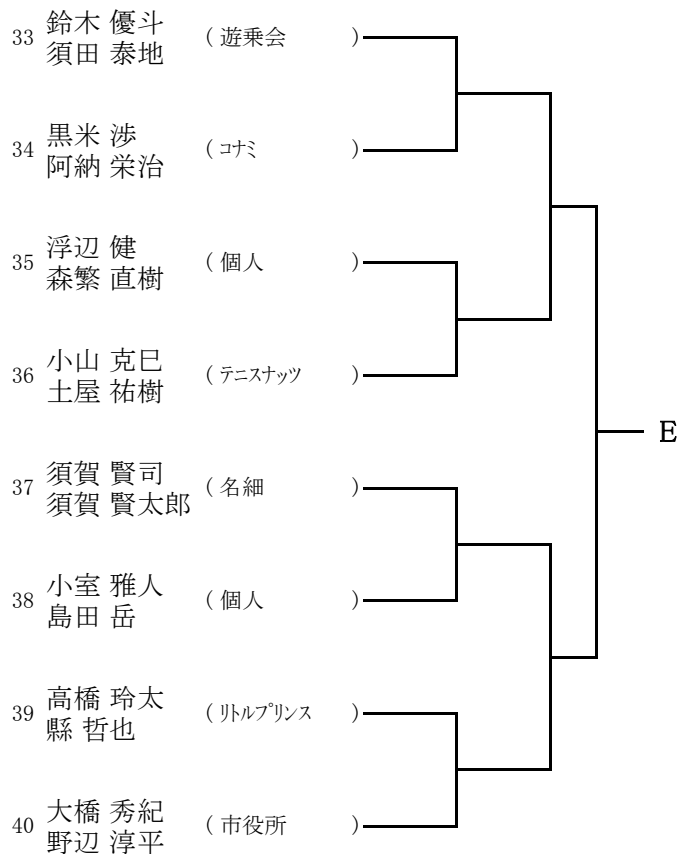 鈴木 優斗
33 ( 遊乗会 )
須田 泰地
黒米 渉
34 ( コナミ )
阿納 栄治
浮辺 健
35 ( 個人 )
森繁 直樹
小山 克巳
36 ( テニスナッツ )
土屋 祐樹
E
須賀 賢司
37 ( 名細 )
須賀 賢太郎
小室 雅人
38 ( 個人 )
島田 岳
高橋 玲太
39 ( リトルプリンス )
縣 哲也
大橋 秀紀
40 ( 市役所 )
野辺 淳平